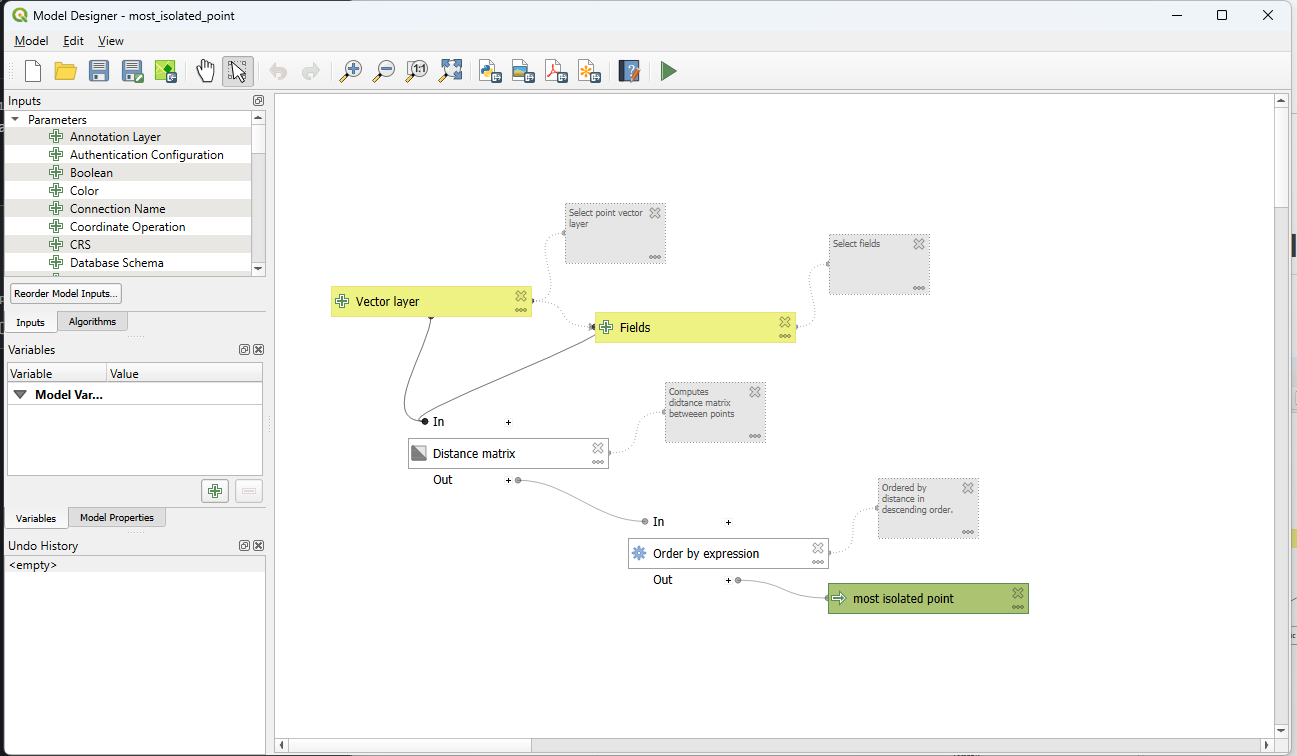 Model Designer - most_isolated_point
Model Edit View
1:1
Inputs
Parameters
Annotation Layer
Authentication Configuration
Boolean
Color
Connection Name
Coordinate Operation
CRS
Database Schema
Reorder Model Inputs...
Inputs Algorithms
Variables
Variable Value
Model Var...
Variables Model Properties
Undo History
<empty>
Select point vector
layer
Select fields
Vector layer
Fields
Computes
didtance matrix
betweeen points
In +
Distance matrix
Out +
Ordered by
distance in
descending order.
In +
Order by expression
Out +
most isolated point